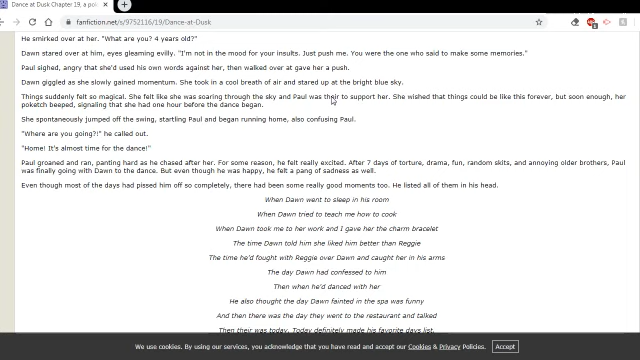 Dance at Dusk Chapter 19, a pok
fanfiction.net/s/9752116/19/Dance-at-Dusk
He smirked over at her. "What are you? 4 years old?"
Dawn stared over at him, eyes gleaming evilly. "I'm not in the mood for your insults. Just push me. You were the one who said to make some memories."
Paul sighed, angry that she'd used his own words against her, then walked over at gave her a push.
Dawn giggled as she slowly gained momentum. She took in a cool breath of air and stared up at the bright blue sky.
Things suddenly felt so magical. She felt like she was soaring through the sky and Paul was their to support her. She wished that things could be like this forever, but soon enough, her
poketch beeped, signaling that she had one hour before the dance began.
She spontaneously jumped off the swing, startling Paul and began running home, also confusing Paul.
"Where are you going?!" he called out.
"Home! It's almost time for the dance!"
Paul groaned and ran, panting hard as he chased after her. For some reason, he felt really excited. After 7 days of torture, drama, fun, random skits, and annoying older brothers, Paul
was finally going with Dawn to the dance. But even though he was happy, he felt a pang of sadness as well.
Even though most of the days had pissed him off so completely, there had been some really good moments too. He listed all of them in his head.
When Dawn went to sleep in his room
When Dawn tried to teach me how to cook
When Dawn took me to her work and I gave her the charm bracelet
The time Dawn told him she liked him better than Reggie
The time he'd fought with Reggie over Dawn and caught her in his arms
The day Dawn had confessed to him
Then when he'd danced with her
He also thought the day Dawn fainted in the spa was funny
And then there was the day they went to the restaurant and talked
Then their was today. Today definitely made his favorite days list.
We use cookies. By using our services, you acknowledge that you have read and accept our Cookies & Privacy Policies. Accept